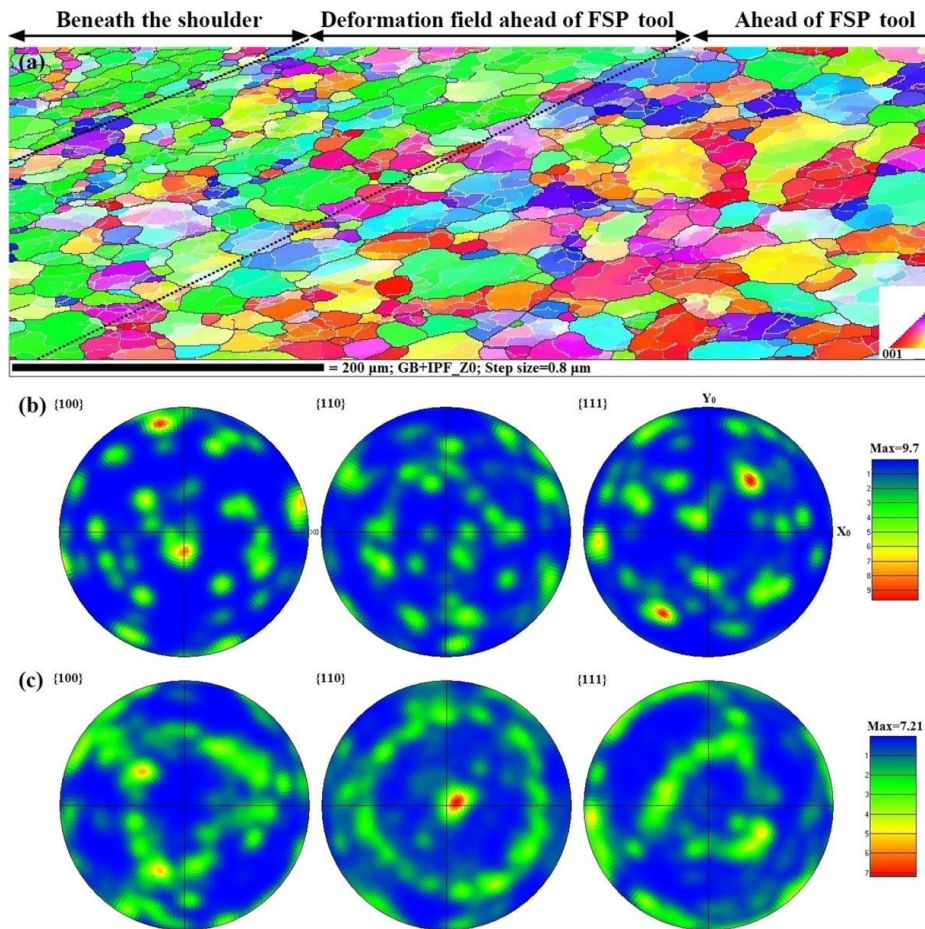 Beneath the shoulder Deformation field ahead of FSP tool Ahead of FSP tool
(a)
001
= 200 μm; GB+IPF_Z0; Step size=0.8 μm
(b) {100} {110} {111} Y0
X0 X0
Max=9.7
1
2
3
4
5
6
7
8
9
(c) {100} {110} {111}
Max=7.21
1
2
3
4
5
6
7